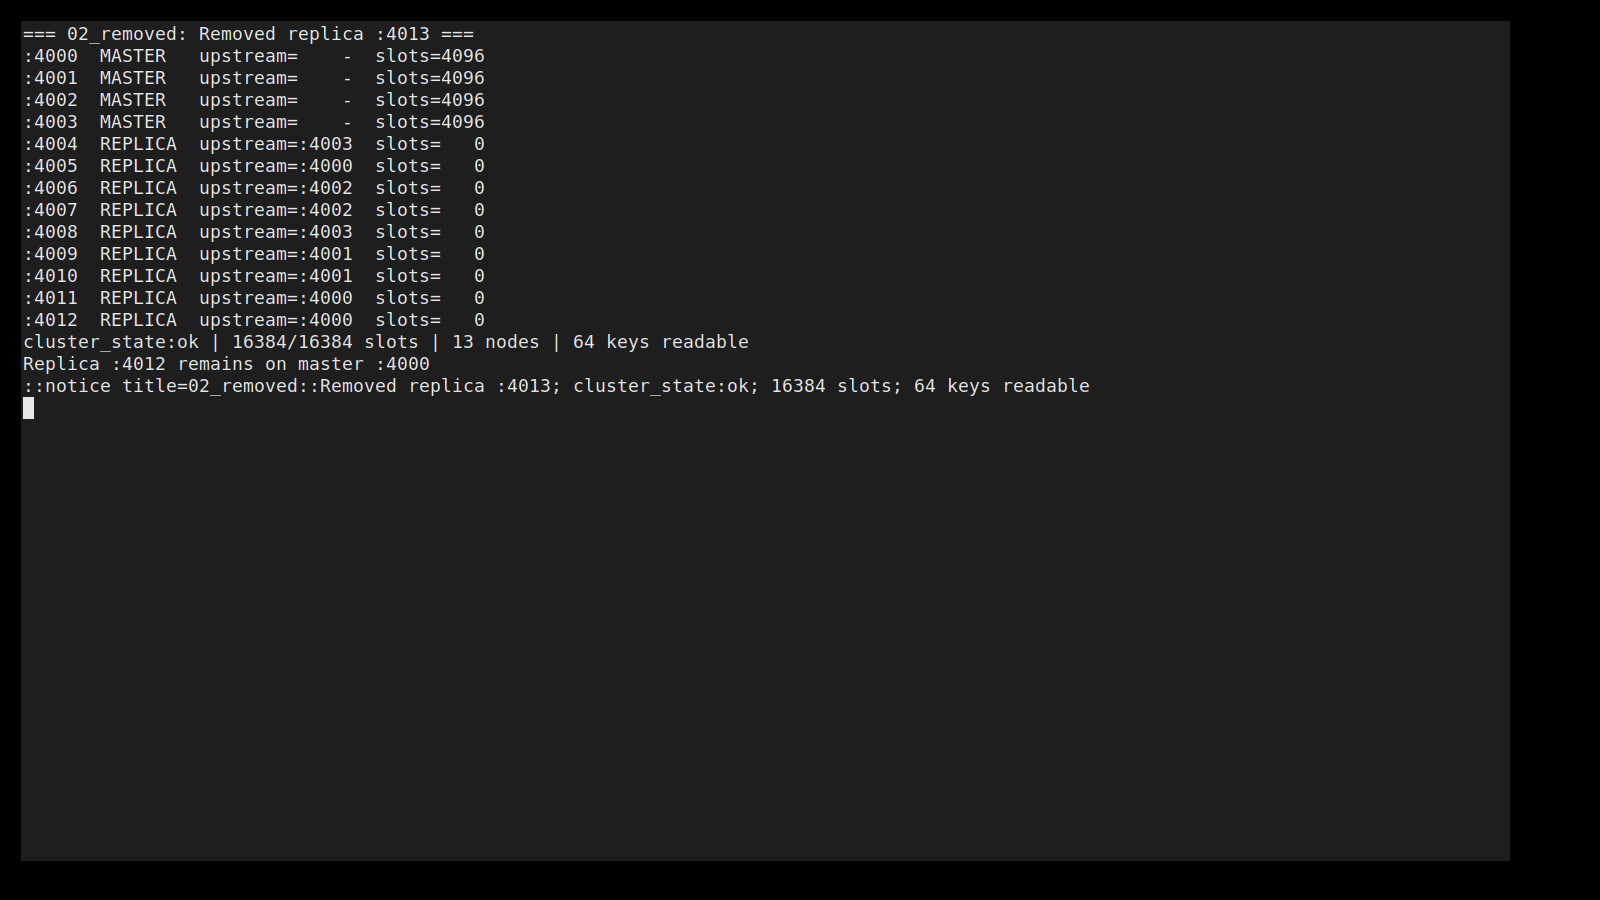 === 02_removed: Removed replica :4013 ===
:4000  MASTER   upstream=    -  slots=4096
:4001  MASTER   upstream=    -  slots=4096
:4002  MASTER   upstream=    -  slots=4096
:4003  MASTER   upstream=    -  slots=4096
:4004  REPLICA  upstream=:4003  slots=   0
:4005  REPLICA  upstream=:4000  slots=   0
:4006  REPLICA  upstream=:4002  slots=   0
:4007  REPLICA  upstream=:4002  slots=   0
:4008  REPLICA  upstream=:4003  slots=   0
:4009  REPLICA  upstream=:4001  slots=   0
:4010  REPLICA  upstream=:4001  slots=   0
:4011  REPLICA  upstream=:4000  slots=   0
:4012  REPLICA  upstream=:4000  slots=   0
cluster_state:ok | 16384/16384 slots | 13 nodes | 64 keys readable
Replica :4012 remains on master :4000
::notice title=02_removed::Removed replica :4013; cluster_state:ok; 16384 slots; 64 keys readable